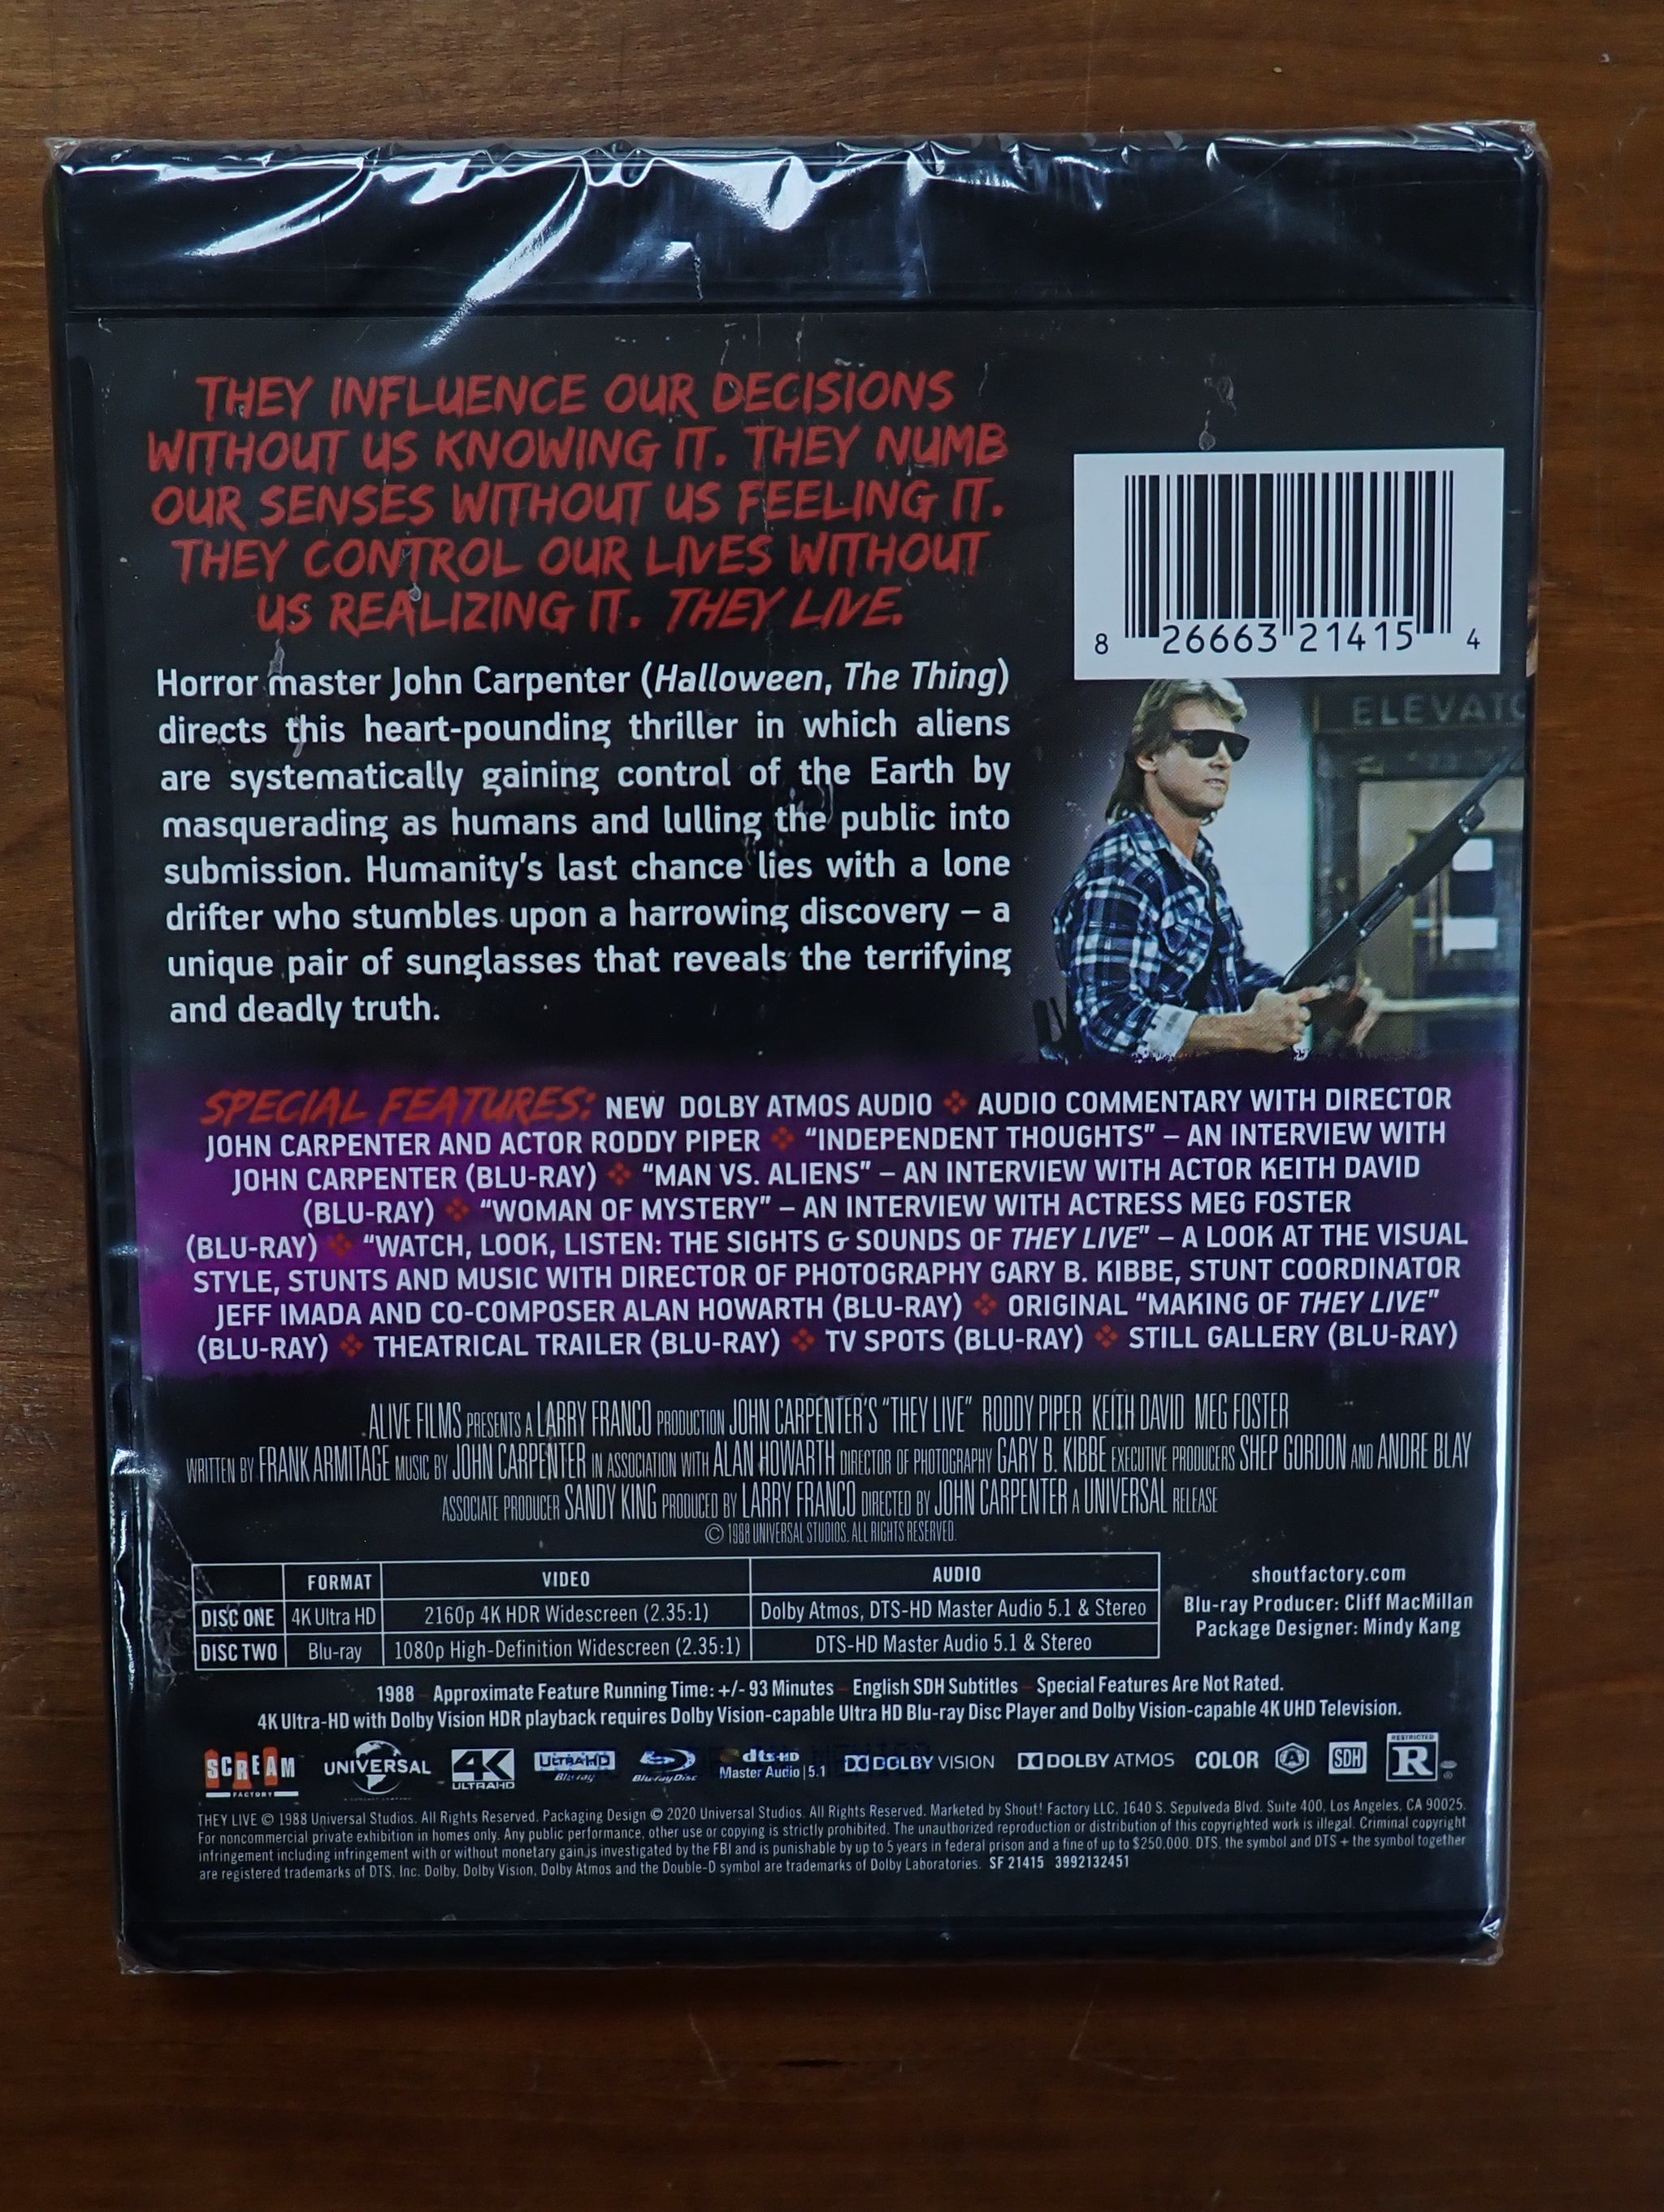 THEY INFLUENCE OUR DECISIONS
WITHOUT US KNOWING IT. THEY NUMB
OUR SENSES WITHOUT US FEELING IT.
THEY CONTROL OUR LIVES WITHOUT
US REALIZING IT. THEY LIVE.
8 26663 21415 4
Horror master John Carpenter (Halloween, The Thing)
directs this heart-pounding thriller in which aliens
are systematically gaining control of the Earth by
masquerading as humans and lulling the public into
submission. Humanity's last chance lies with a lone
drifter who stumbles upon a harrowing discovery – a
unique pair of sunglasses that reveals the terrifying
and deadly truth.
ELEVATO
SPECIAL FEATURES: NEW DOLBY ATMOS AUDIO ❖ AUDIO COMMENTARY WITH DIRECTOR
JOHN CARPENTER AND ACTOR RODDY PIPER ❖ “INDEPENDENT THOUGHTS” – AN INTERVIEW WITH
JOHN CARPENTER (BLU-RAY) ❖ “MAN VS. ALIENS” – AN INTERVIEW WITH ACTOR KEITH DAVID
(BLU-RAY) ❖ “WOMAN OF MYSTERY” – AN INTERVIEW WITH ACTRESS MEG FOSTER
(BLU-RAY) ❖ “WATCH, LOOK, LISTEN: THE SIGHTS & SOUNDS OF THEY LIVE” – A LOOK AT THE VISUAL
STYLE, STUNTS AND MUSIC WITH DIRECTOR OF PHOTOGRAPHY GARY B. KIBBE, STUNT COORDINATOR
JEFF IMADA AND CO-COMPOSER ALAN HOWARTH (BLU-RAY) ❖ ORIGINAL “MAKING OF THEY LIVE”
(BLU-RAY) ❖ THEATRICAL TRAILER (BLU-RAY) ❖ TV SPOTS (BLU-RAY) ❖ STILL GALLERY (BLU-RAY)
ALIVE FILMS PRESENTS A LARRY FRANCO PRODUCTION JOHN CARPENTER'S “THEY LIVE” RODDY PIPER KEITH DAVID MEG FOSTER
WRITTEN BY FRANK ARMITAGE MUSIC BY JOHN CARPENTER IN ASSOCIATION WITH ALAN HOWARTH DIRECTOR OF PHOTOGRAPHY GARY B. KIBBE EXECUTIVE PRODUCERS SHEP GORDON AND ANDRE BLAY
ASSOCIATE PRODUCER SANDY KING PRODUCED BY LARRY FRANCO DIRECTED BY JOHN CARPENTER A UNIVERSAL RELEASE
© 1988 UNIVERSAL STUDIOS. ALL RIGHTS RESERVED.
FORMAT VIDEO AUDIO
DISC ONE 4K Ultra HD 2160p 4K HDR Widescreen (2.35:1) Dolby Atmos, DTS-HD Master Audio 5.1 & Stereo
DISC TWO Blu-ray 1080p High-Definition Widescreen (2.35:1) DTS-HD Master Audio 5.1 & Stereo
shoutfactory.com
Blu-ray Producer: Cliff MacMillan
Package Designer: Mindy Kang
1988 – Approximate Feature Running Time: +/- 93 Minutes – English SDH Subtitles – Special Features Are Not Rated.
4K Ultra-HD with Dolby Vision HDR playback requires Dolby Vision-capable Ultra HD Blu-ray Disc Player and Dolby Vision-capable 4K UHD Television.
SCREAM FACTORY UNIVERSAL 4K ULTRAHD ULTRAHD Blu-ray Blu-ray Disc dts-HD Master Audio | 5.1 DOLBY VISION DOLBY ATMOS COLOR A SDH RESTRICTED R
THEY LIVE © 1988 Universal Studios. All Rights Reserved. Packaging Design © 2020 Universal Studios. All Rights Reserved. Marketed by Shout! Factory LLC, 1640 S. Sepulveda Blvd. Suite 400, Los Angeles, CA 90025.
For noncommercial private exhibition in homes only. Any public performance, other use or copying is strictly prohibited. The unauthorized reproduction or distribution of this copyrighted work is illegal. Criminal copyright
infringement including infringement with or without monetary gain,is investigated by the FBI and is punishable by up to 5 years in federal prison and a fine of up to $250,000. DTS, the symbol and DTS + the symbol together
are registered trademarks of DTS, Inc. Dolby, Dolby Vision, Dolby Atmos and the Double-D symbol are trademarks of Dolby Laboratories. SF 21415 3992132451